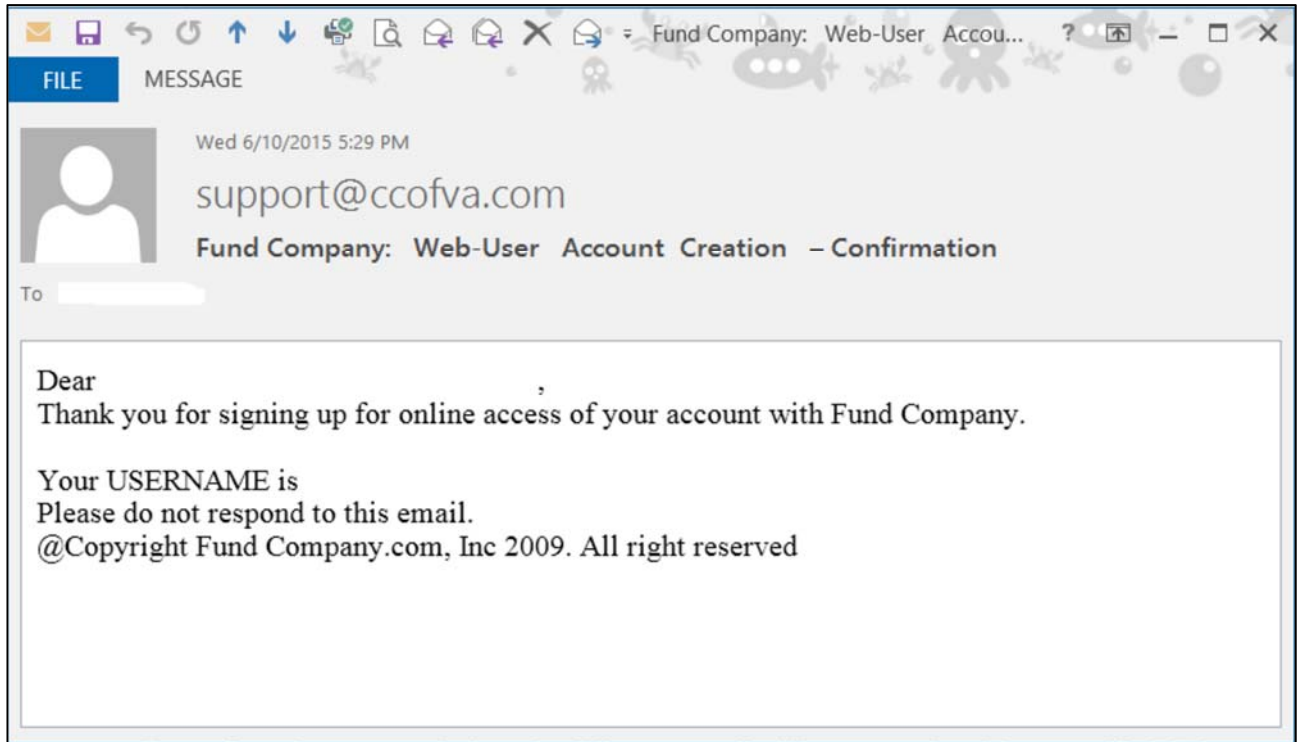 Fund Company: Web-User Accou... ?
FILE MESSAGE
Wed 6/10/2015 5:29 PM
support@ccofva.com
Fund Company: Web-User Account Creation – Confirmation
To
Dear ,
Thank you for signing up for online access of your account with Fund Company.
Your USERNAME is
Please do not respond to this email.
@Copyright Fund Company.com, Inc 2009. All right reserved